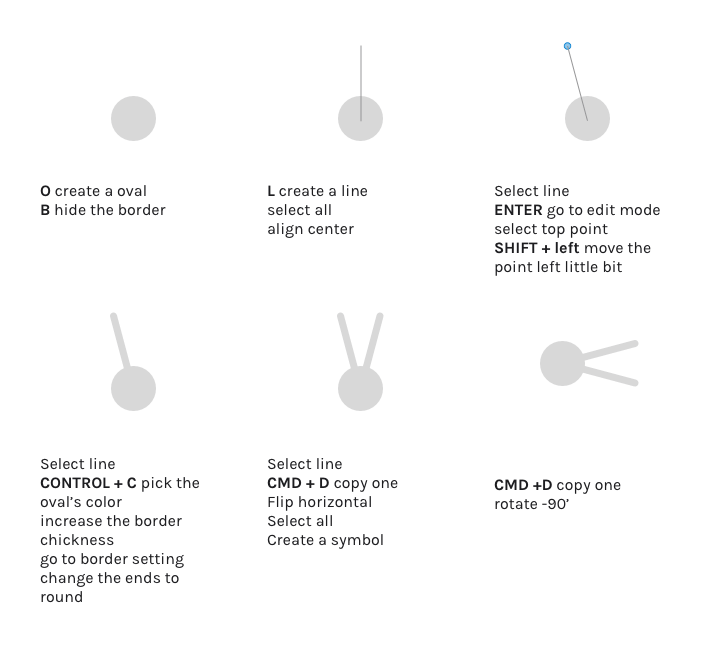 O create a oval
B hide the border
L create a line
select all
align center
Select line
ENTER go to edit mode
select top point
SHIFT + left move the
point left little bit
Select line
CONTROL + C pick the
oval’s color
increase the border
chickness
go to border setting
change the ends to
round
Select line
CMD + D copy one
Flip horizontal
Select all
Create a symbol
CMD +D copy one
rotate -90’